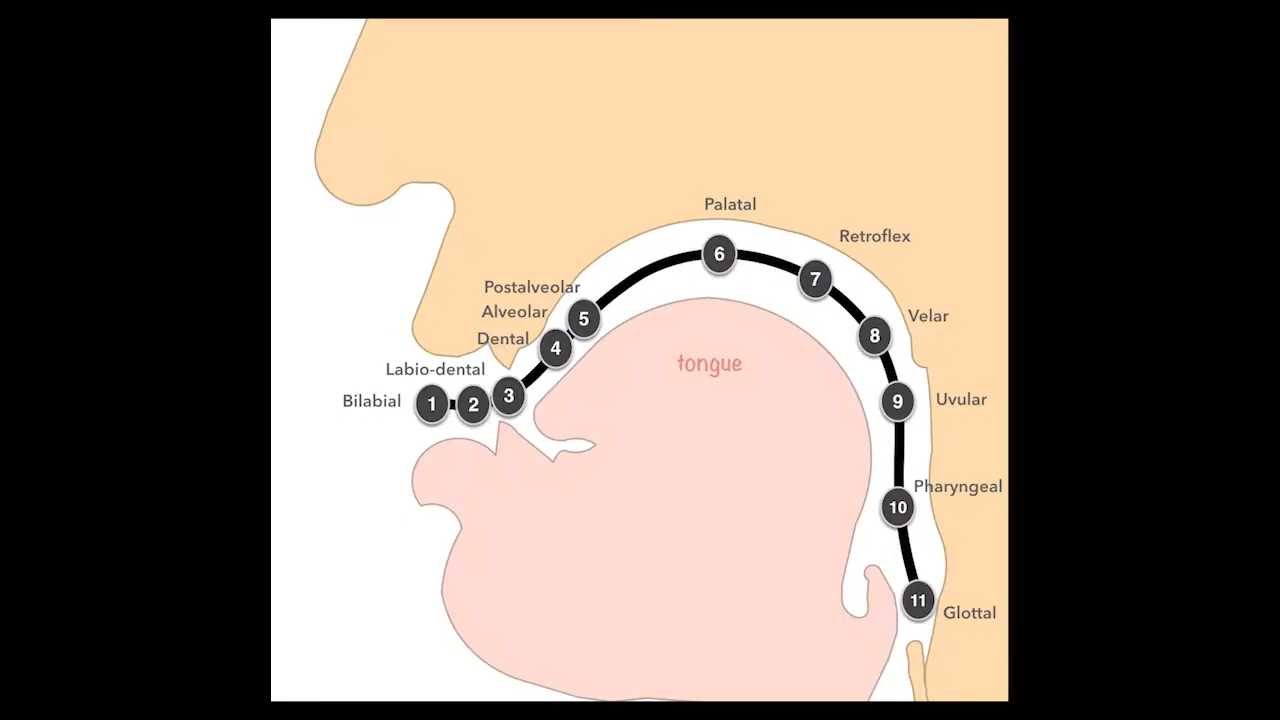 Palatal
Retroflex
Postalveolar
Alveolar
Dental
Labio-dental
Bilabial
Velar
Uvular
Pharyngeal
Glottal
tongue
1
2
3
4
5
6
7
8
9
10
11